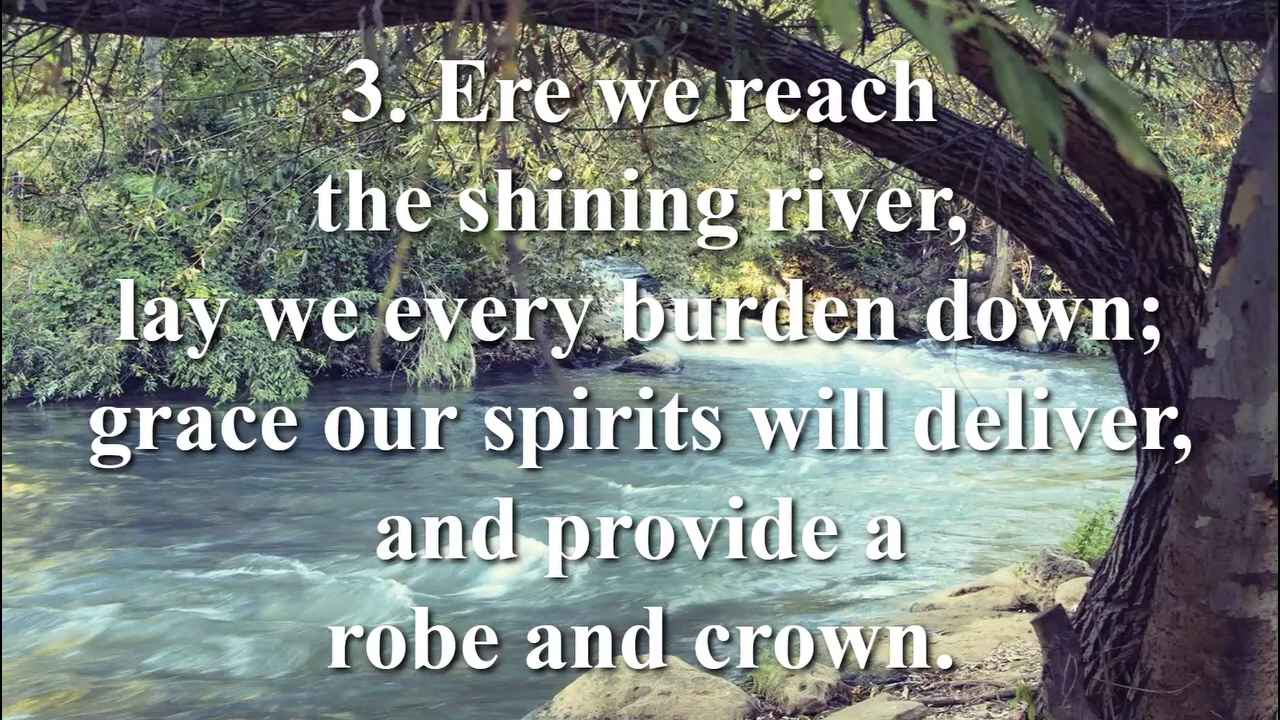 3. Ere we reach
the shining river,
lay we every burden down;
grace our spirits will deliver,
and provide a
robe and crown.